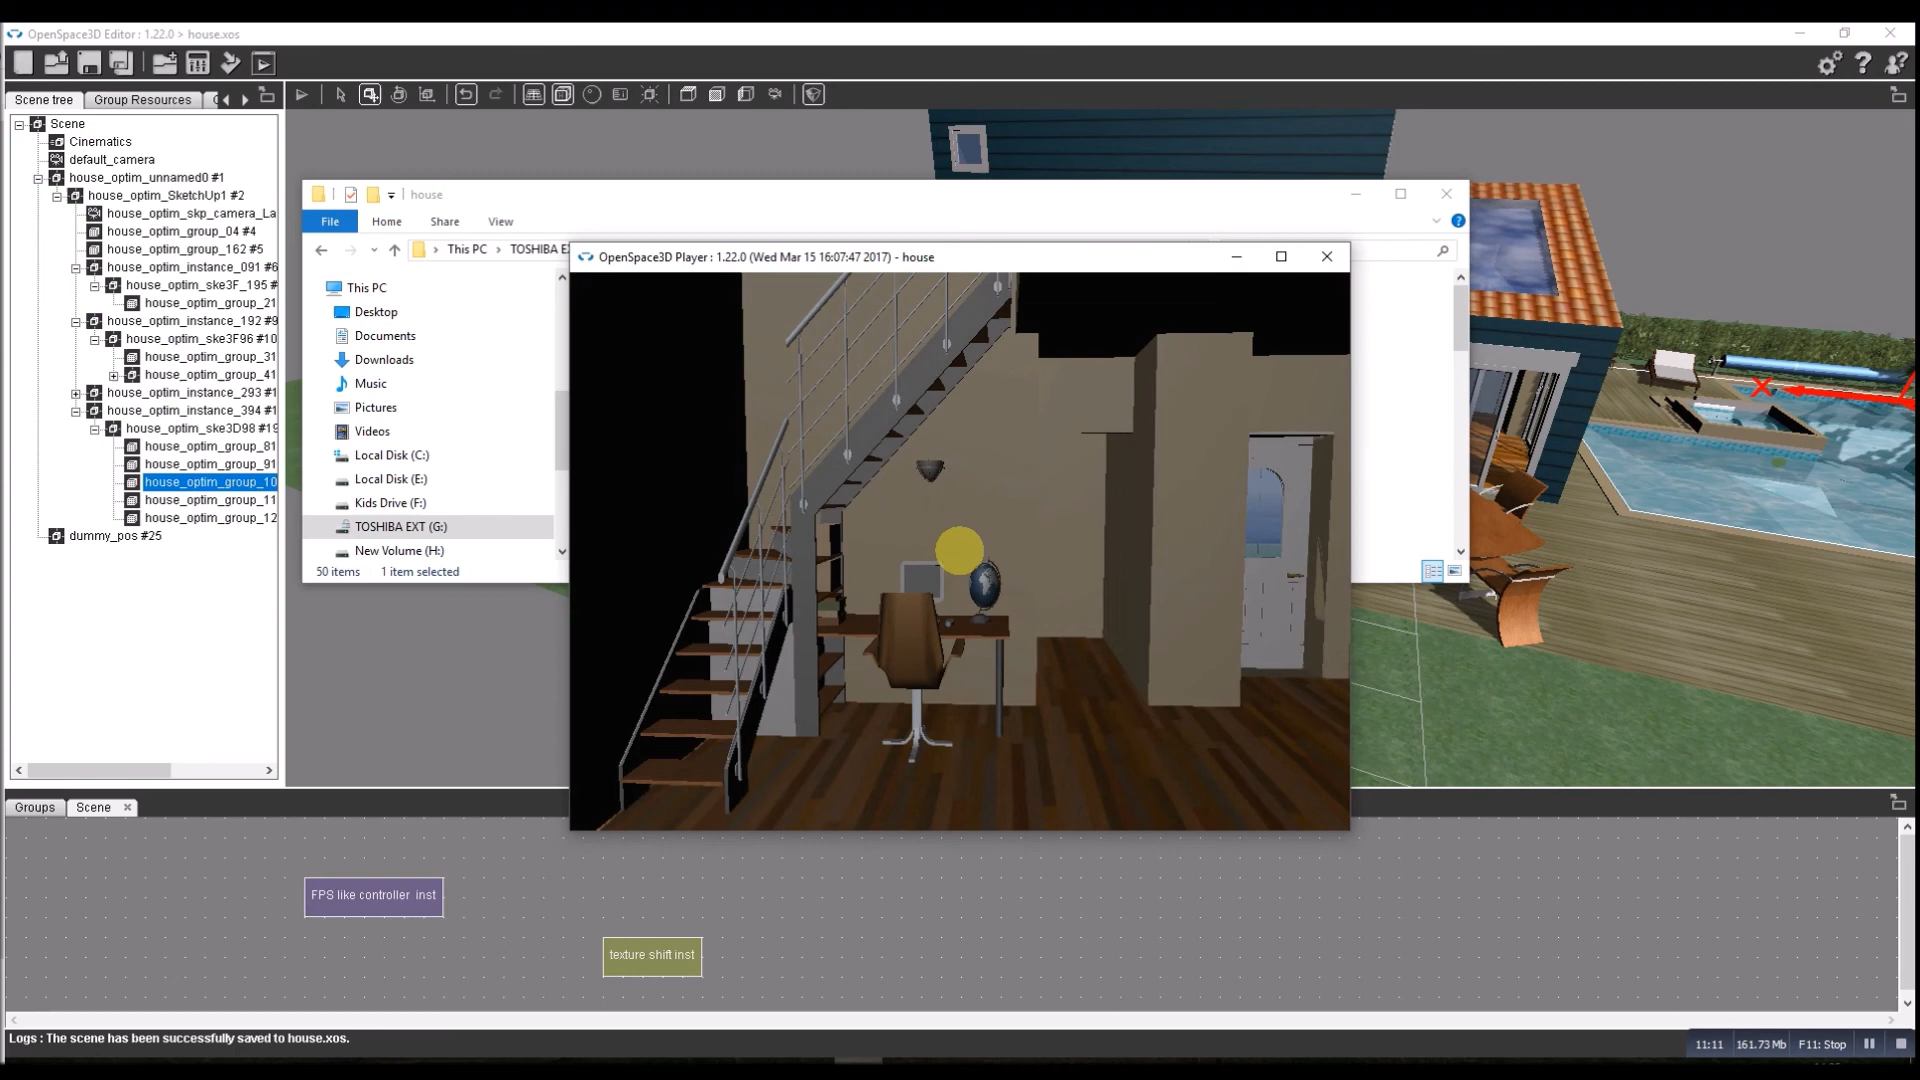 OpenSpace3D Editor : 1.22.0 > house.xos
Scene tree
Group Resources
Scene
Cinematics
default_camera
house_optim_unnamed0 #1
house_optim_SketchUp1 #2
house_optim_skp_camera_La
house_optim_group_04 #4
house_optim_group_162 #5
house_optim_instance_091 #6
house_optim_ske3F_195 #
house_optim_group_21
house_optim_instance_192 #9
house_optim_ske3F96 #10
house_optim_group_31
house_optim_group_41
house_optim_instance_293 #1
house_optim_instance_394 #1
house_optim_ske3D98 #19
house_optim_group_81
house_optim_group_91
house_optim_group_10
house_optim_group_11
house_optim_group_12
dummy_pos #25
house
File Home Share View
This PC > TOSHIBA EX
This PC
Desktop
Documents
Downloads
Music
Pictures
Videos
Local Disk (C:)
Local Disk (E:)
Kids Drive (F:)
TOSHIBA EXT (G:)
New Volume (H:)
50 items 1 item selected
OpenSpace3D Player : 1.22.0 (Wed Mar 15 16:07:47 2017) - house
X
Groups
Scene
FPS like controller inst
texture shift inst
Logs : The scene has been successfully saved to house.xos.
11:11 161.73 Mb F11: Stop